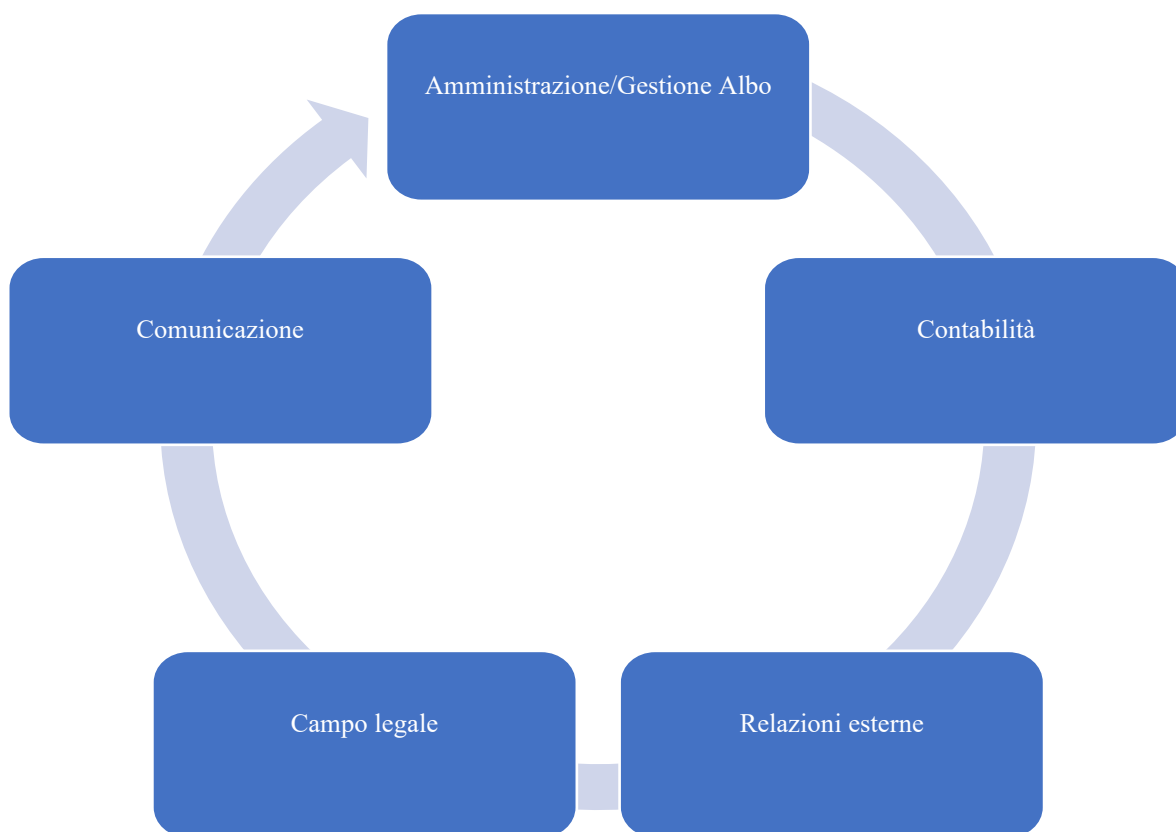 Amministrazione/Gestione Albo
Contabilità
Relazioni esterne
Campo legale
Comunicazione